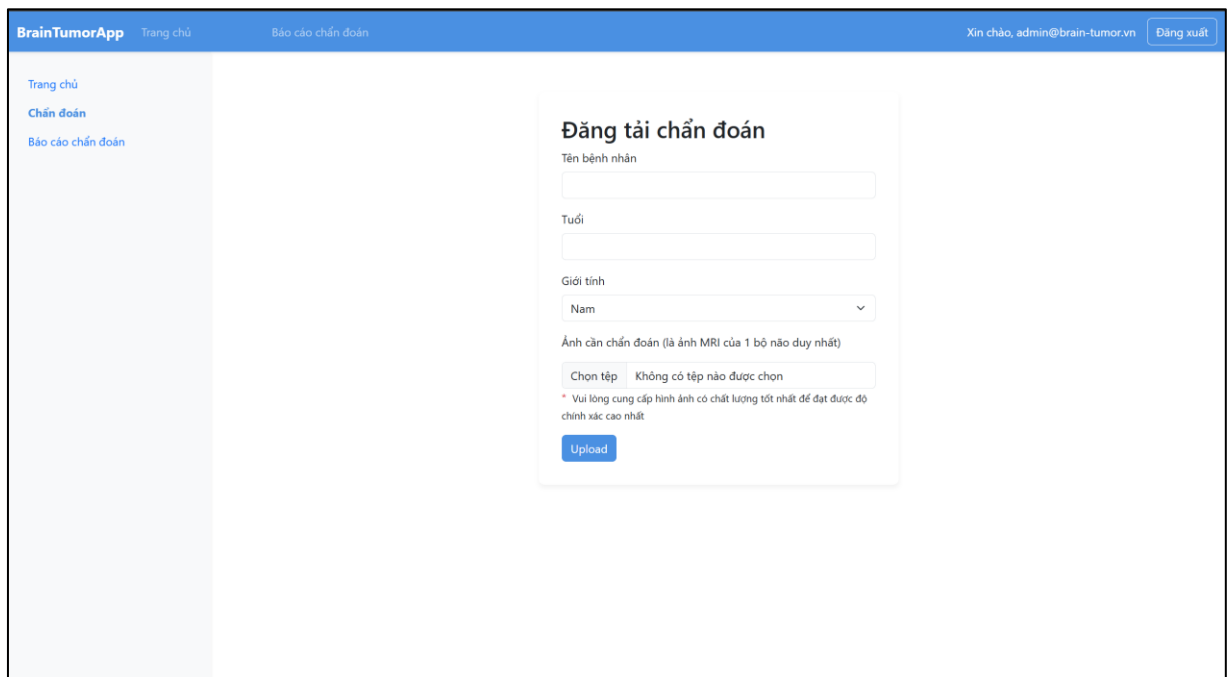 BrainTumorApp Trang chủ Báo cáo chẩn đoán Xin chào, admin@brain-tumor.vn Đăng xuất
Trang chủ
Chẩn đoán
Báo cáo chẩn đoán
Đăng tải chẩn đoán
Tên bệnh nhân
Tuổi
Giới tính
Nam
Ảnh cần chẩn đoán (là ảnh MRI của 1 bộ não duy nhất)
Chọn tệp Không có tệp nào được chọn
* Vui lòng cung cấp hình ảnh có chất lượng tốt nhất để đạt được độ
chính xác cao nhất
Upload